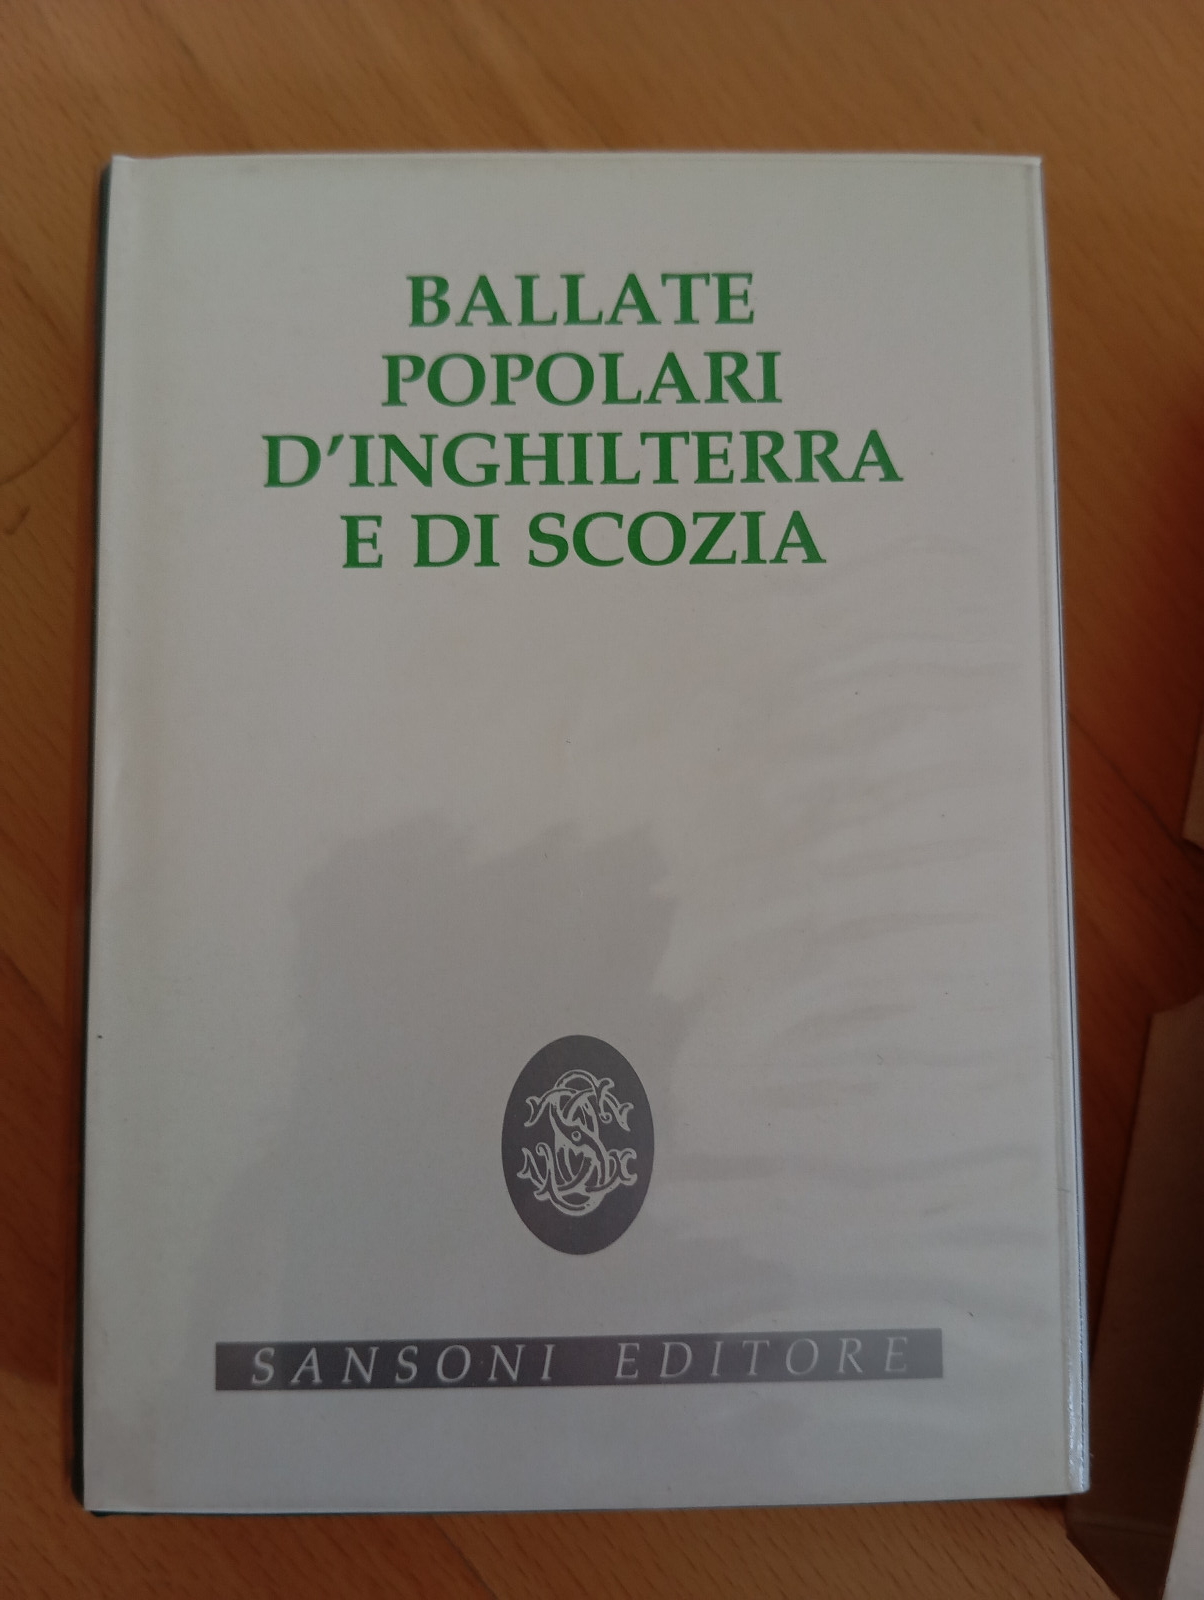 BALLATE
POPOLARI
D'INGHILTERRA
E DI SCOZIA
SANSONI EDITORE